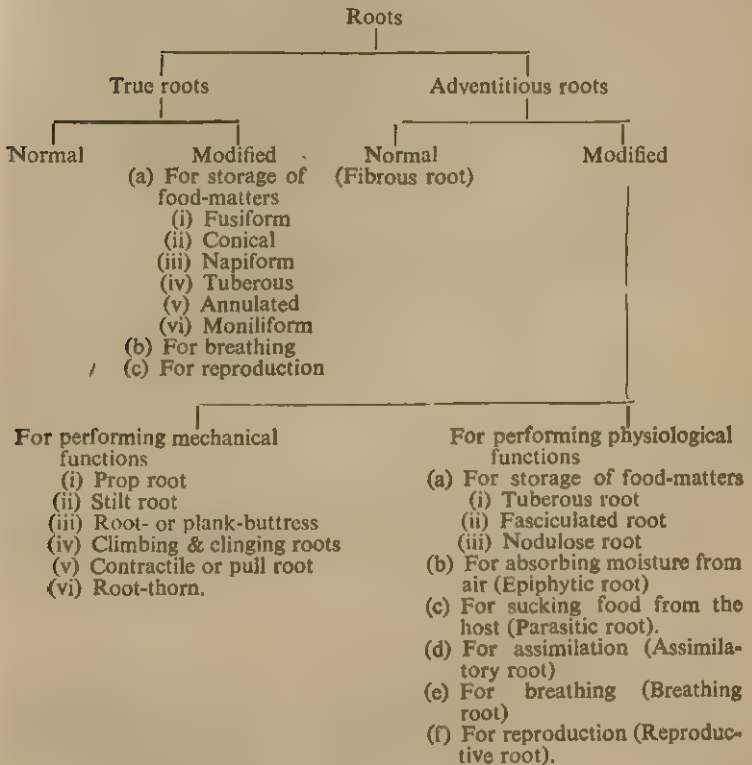 Roots
True roots
Adventitious roots
Normal
Modified
(a) For storage of
food-matters
(i) Fusiform
(ii) Conical
(iii) Napiform
(iv) Tuberous
(v) Annulated
(vi) Moniliform
(b) For breathing
(c) For reproduction
Normal
(Fibrous root)
Modified
For performing mechanical
functions
(i) Prop root
(ii) Stilt root
(iii) Root- or plank-buttress
(iv) Climbing & clinging roots
(v) Contractile or pull root
(vi) Root-thorn.
For performing physiological
functions
(a) For storage of food-matters
(i) Tuberous root
(ii) Fasciculated root
(iii) Nodulose root
(b) For absorbing moisture from
air (Epiphytic root)
(c) For sucking food from the
host (Parasitic root).
(d) For assimilation (Assimila-
tory root)
(e) For breathing (Breathing
root)
(f) For reproduction (Reproduc-
tive root).